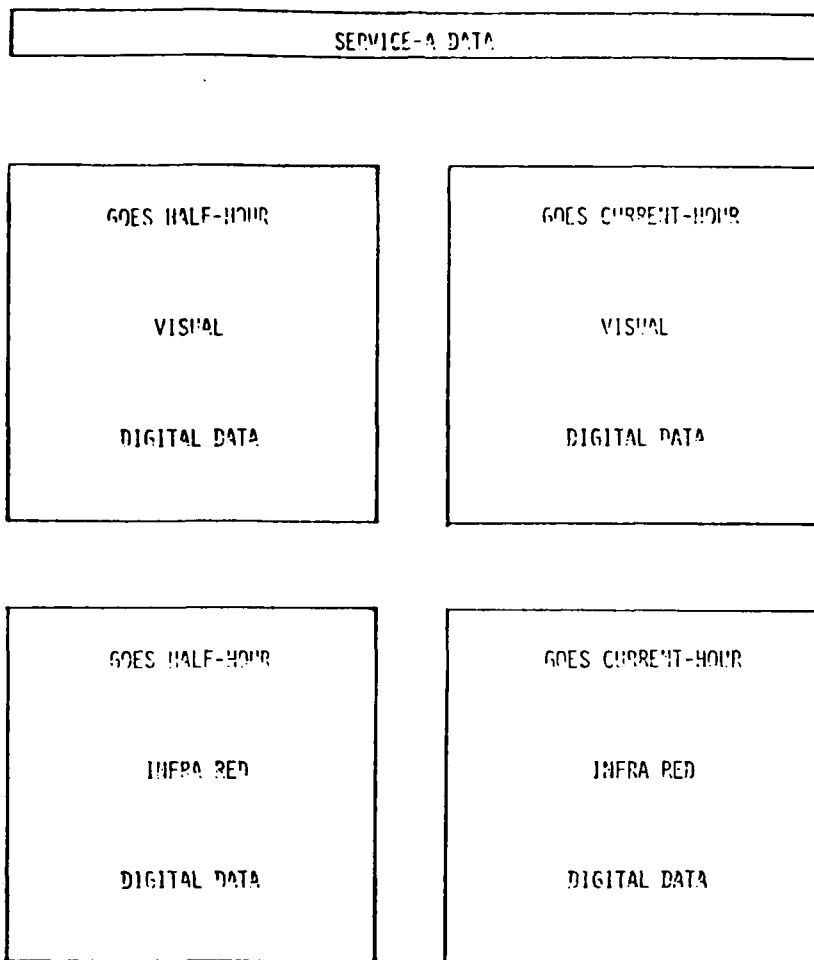 SERVICE-A DATA
GOES HALF-HOUR
VISUAL
DIGITAL DATA
GOES CURRENT-HOUR
VISUAL
DIGITAL DATA
GOES HALF-HOUR
INFRA RED
DIGITAL DATA
GOES CURRENT-HOUR
INFRA RED
DIGITAL DATA